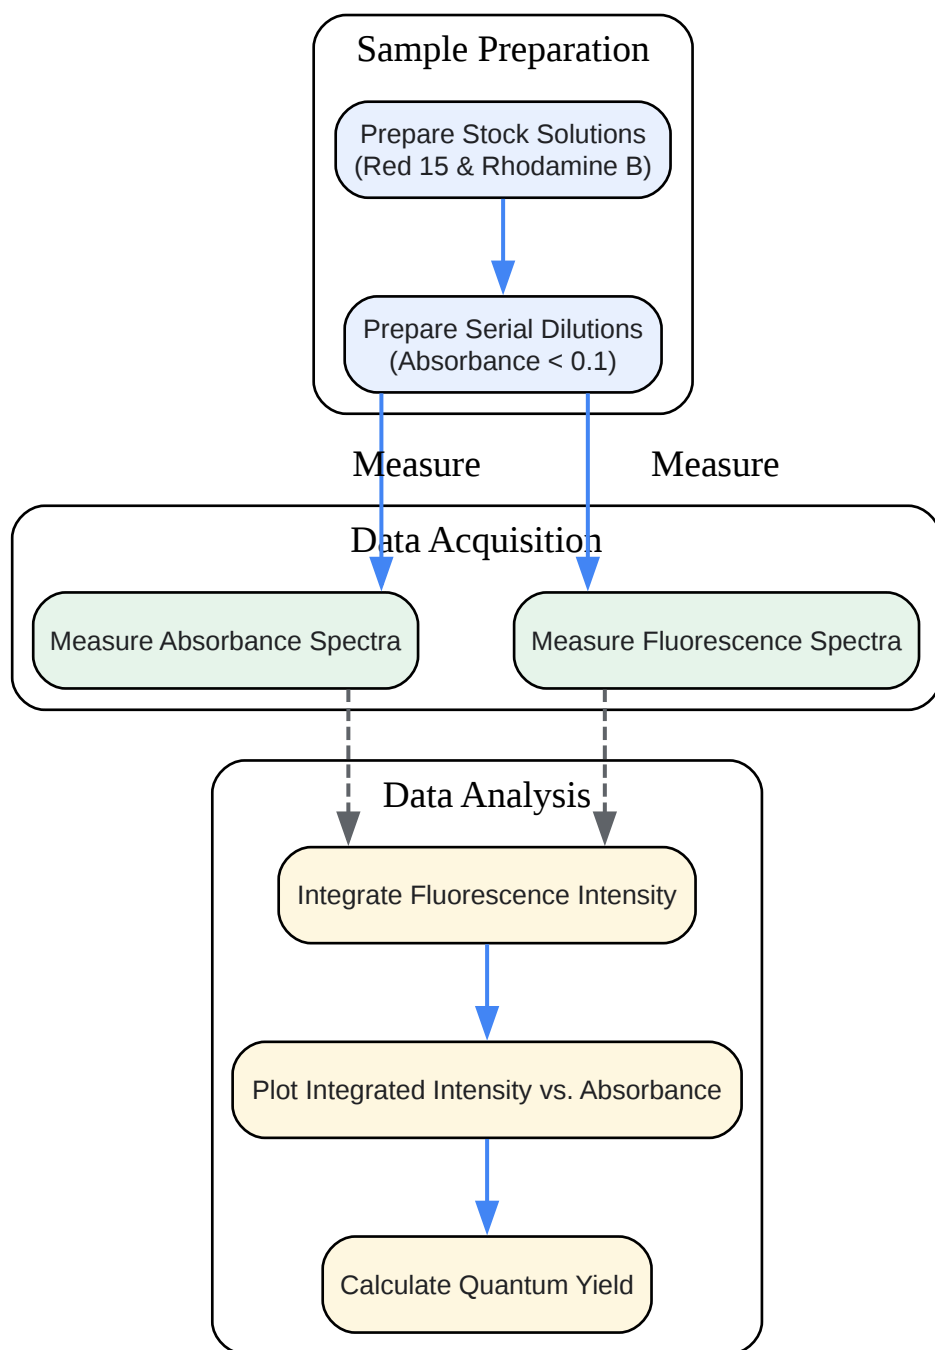 Sample Preparation
Prepare Stock Solutions
(Red 15 & Rhodamine B)
Prepare Serial Dilutions
(Absorbance < 0.1)
Measure
Measure
Data Acquisition
Measure Absorbance Spectra
Measure Fluorescence Spectra
Data Analysis
Integrate Fluorescence Intensity
Plot Integrated Intensity vs. Absorbance
Calculate Quantum Yield